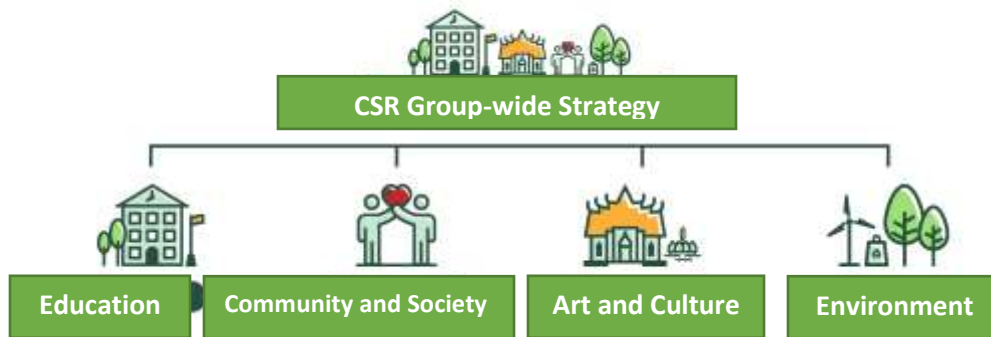 CSR Group-wide Strategy
Education
Community and Society
Art and Culture
Environment